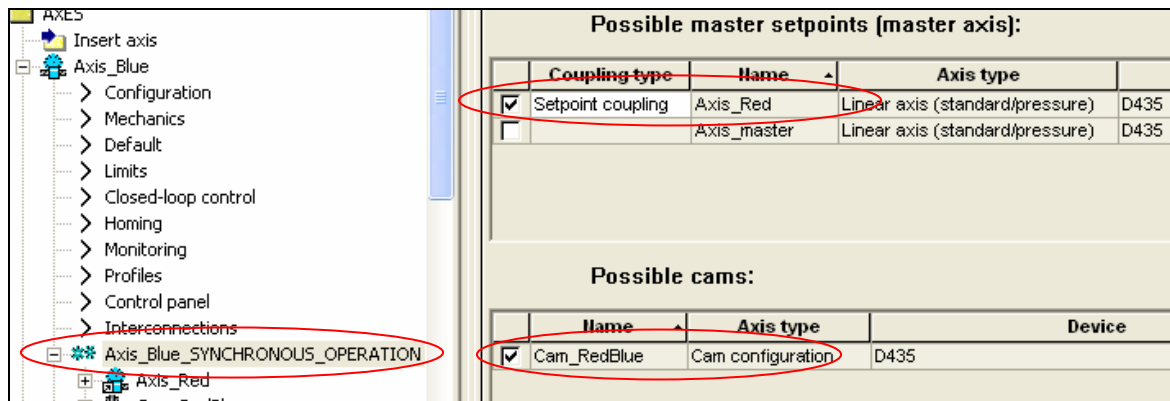 AXES
Insert axis
Axis_Blue
Configuration
Mechanics
Default
Limits
Closed-loop control
Homing
Monitoring
Profiles
Control panel
Interconnections
Axis_Blue_SYNCHRONOUS_OPERATION
Axis_Red
Possible master setpoints (master axis):
Coupling type Name Axis type
Setpoint coupling Axis_Red Linear axis (standard/pressure) D435
Axis_master Linear axis (standard/pressure) D435
Possible cams:
Name Axis type Device
Cam_RedBlue Cam configuration D435